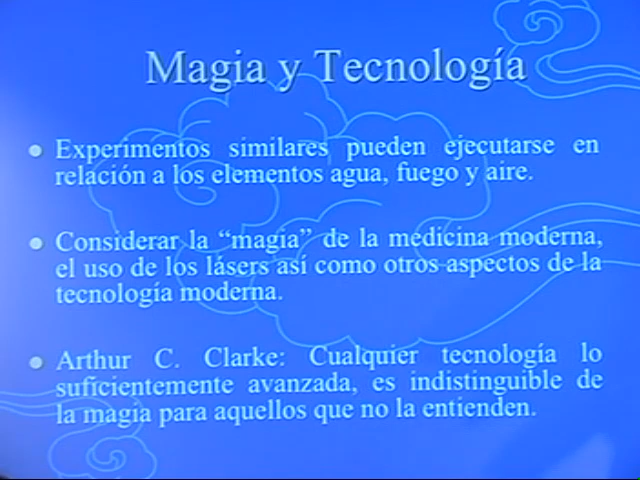 Magia y Tecnología
• Experimentos similares pueden ejecutarse en
relación a los elementos agua, fuego y aire.
• Considerar la “magia” de la medicina moderna,
el uso de los lásers así como otros aspectos de la
tecnología moderna.
• Arthur C. Clarke: Cualquier tecnología lo
suficientemente avanzada, es indistinguible de
la magia para aquellos que no la entienden.